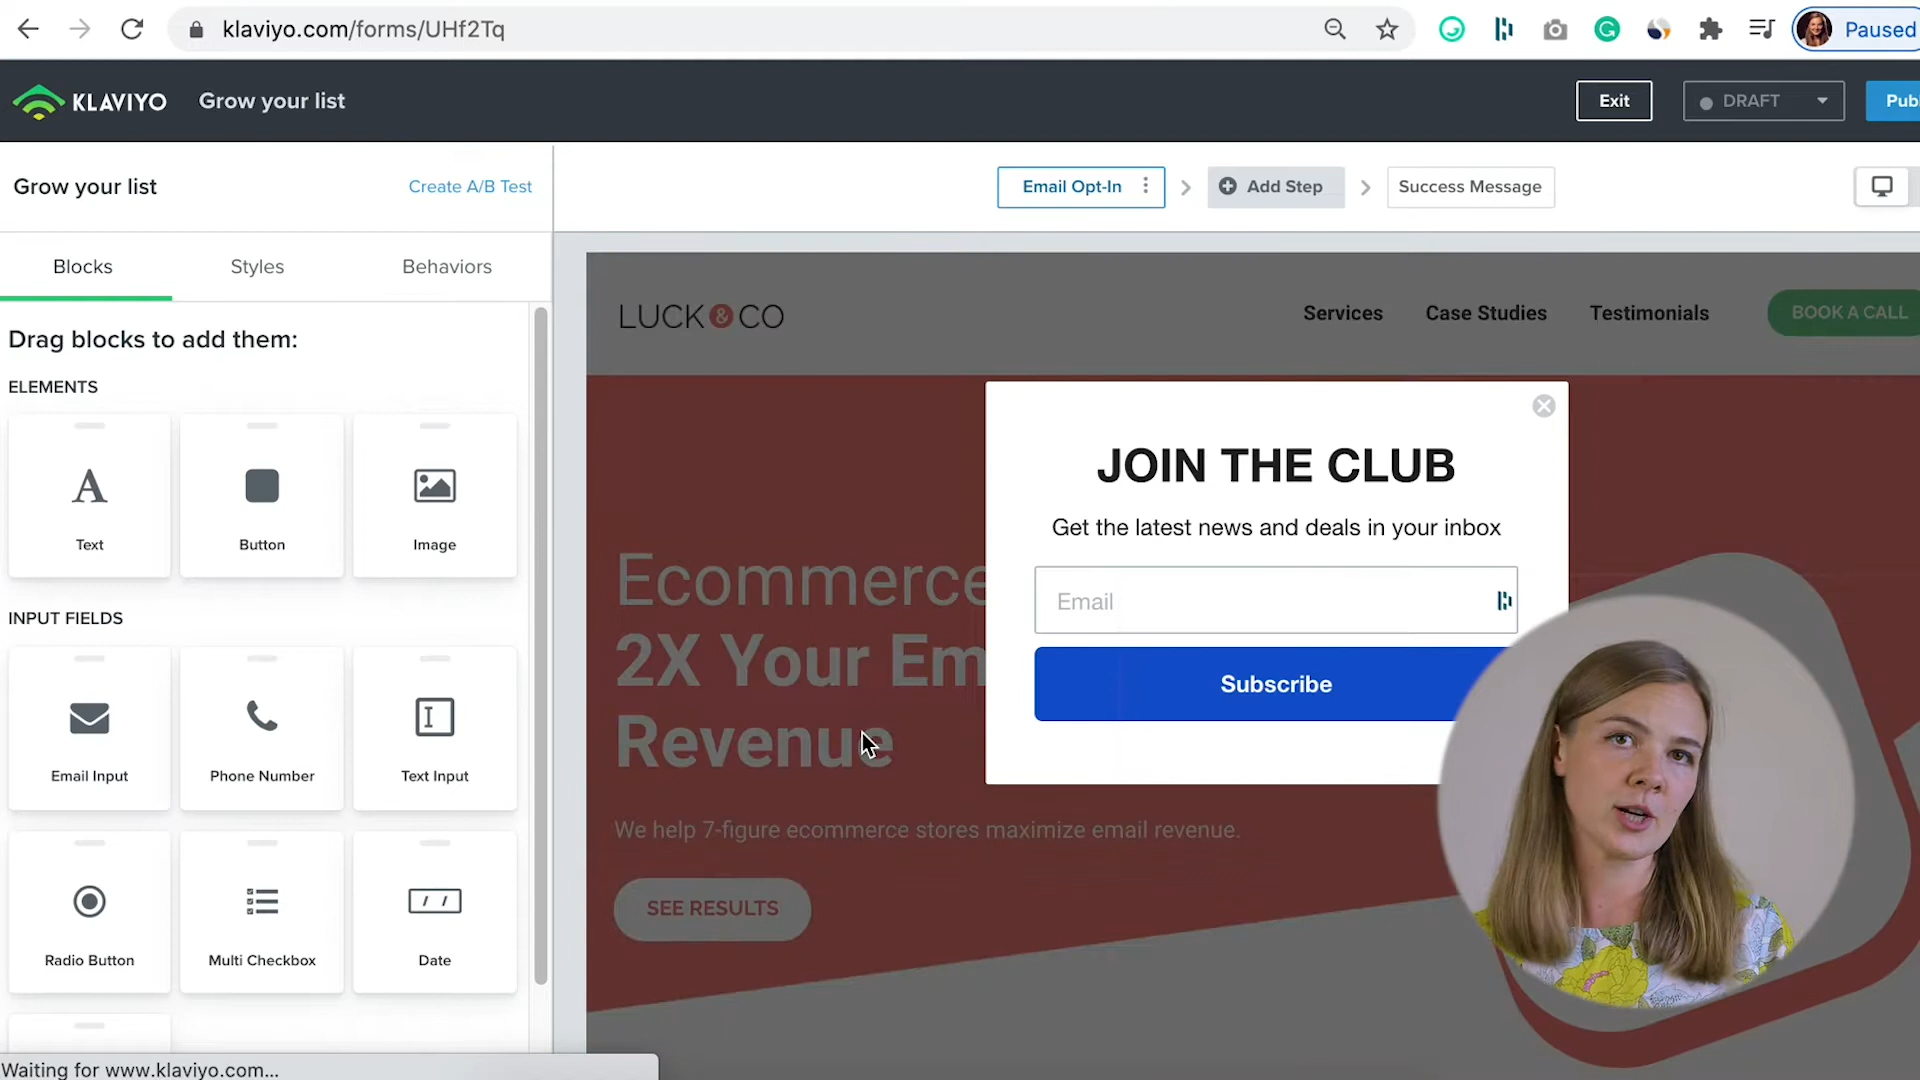 klaviyo.com/forms/UHf2Tq
Paused
KLAVIYO
Grow your list
Exit
DRAFT
Publ
Grow your list
Create A/B Test
Email Opt-In
Add Step
Success Message
Blocks
Styles
Behaviors
Drag blocks to add them:
ELEMENTS
Text
Button
Image
INPUT FIELDS
Email Input
Phone Number
Text Input
Radio Button
Multi Checkbox
Date
Waiting for www.klaviyo.com...
LUCK & CO
Services
Case Studies
Testimonials
BOOK A CALL
JOIN THE CLUB
Get the latest news and deals in your inbox
Email
Subscribe
Ecommerce
2X Your Em
Revenue
We help 7-figure ecommerce stores maximize email revenue.
SEE RESULTS